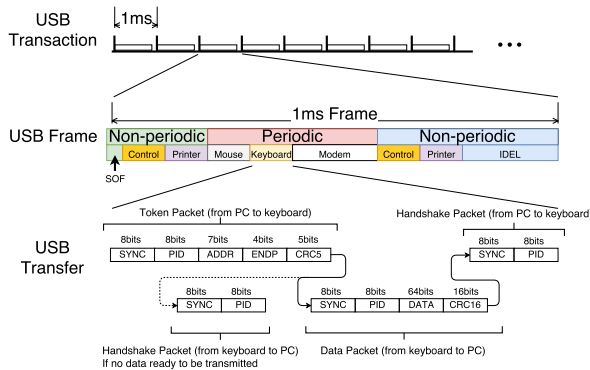 USB
Transaction
1ms
•••
1ms Frame
USB Frame
Non-periodic
Periodic
Non-periodic
Control
Printer
Mouse
Keyboard
Modem
Control
Printer
IDEL
SOF
USB
Transfer
Token Packet (from PC to keyboard)
8bits 8bits 7bits 4bits 5bits
SYNC PID ADDR ENDP CRC5
Handshake Packet (from PC to keyboard
8bits 8bits
SYNC PID
8bits 8bits
SYNC PID
8bits 8bits 64bits 16bits
SYNC PID DATA CRC16
Handshake Packet (from keyboard to PC)
If no data ready to be transmitted
Data Packet (from keyboard to PC)